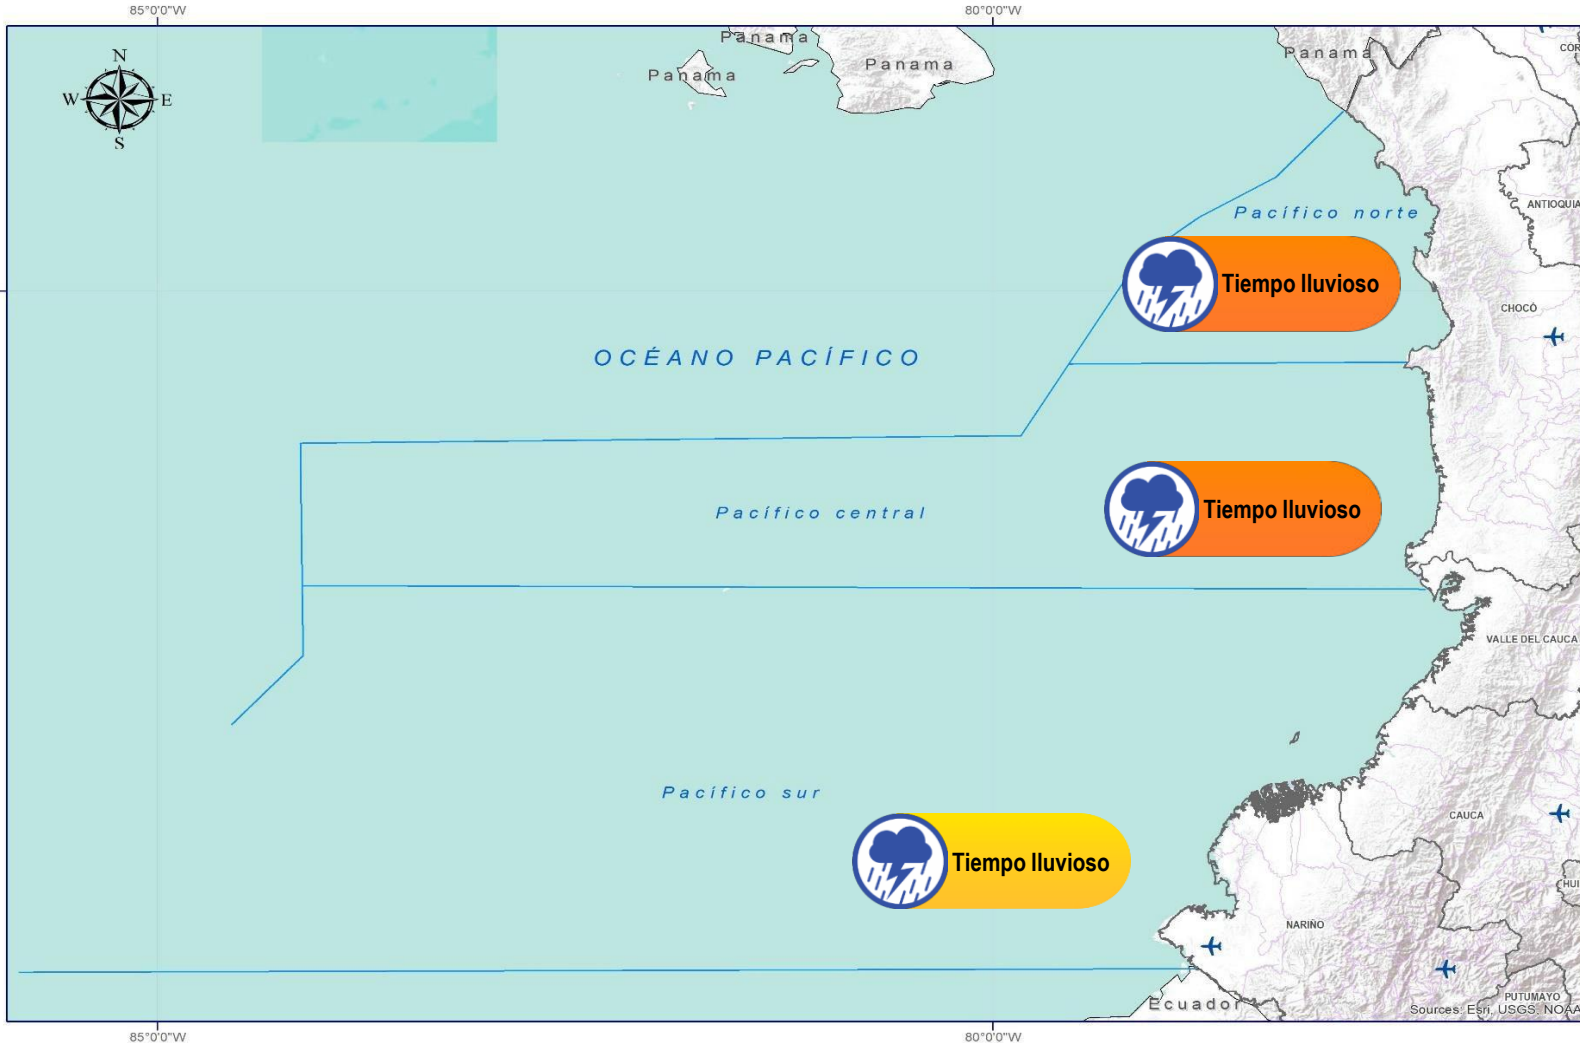 85°0'0"W
80°0'0"W
N
W
E
S
Panama
Panama
Panama
Panama
CÓR
ANTIOQUIA
Pacífico norte
Tiempo lluvioso
CHOCÓ
OCÉANO PACÍFICO
Tiempo lluvioso
Pacífico central
VALLE DEL CAUCA
Pacífico sur
CAUCA
Tiempo lluvioso
HUI
NARIÑO
PUTUMAYO
Ecuador
Sources: Esri, USGS, NOAA
85°0'0"W
80°0'0"W